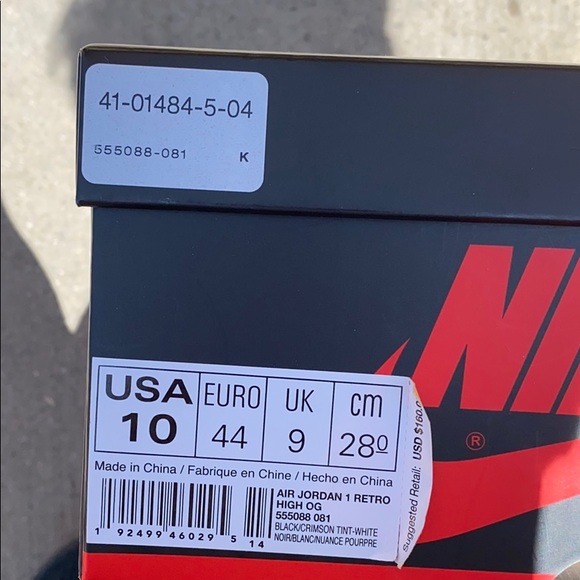 41-01484-5-04
555088-081 K
NI
®
USA EURO UK cm
10 44 9 28.0
Made in China / Fabrique en Chine / Hecho en China
AIR JORDAN 1 RETRO
HIGH OG
555088 081
BLACK/CRIMSON TINT-WHITE
NOIR/BLANC/NUANCE POURPRE
1 92499 46029 5 14
Suggested Retail: USD $160.0